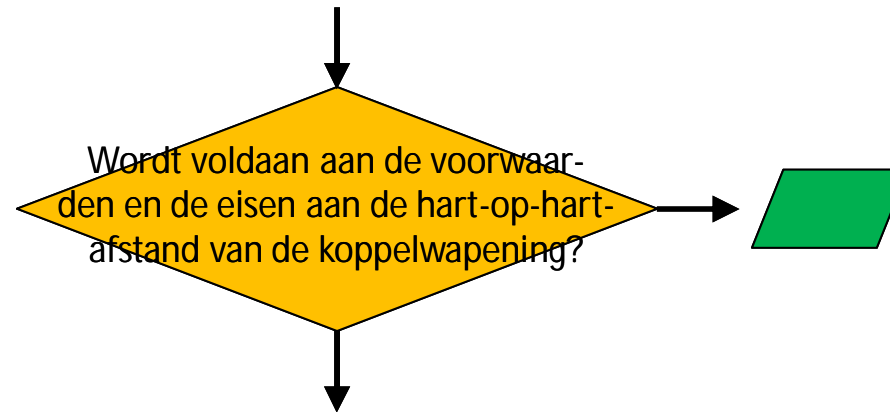 Wordt voldaan aan de voorwaar-
den en de eisen aan de hart-op-hart-
afstand van de koppelwapening?